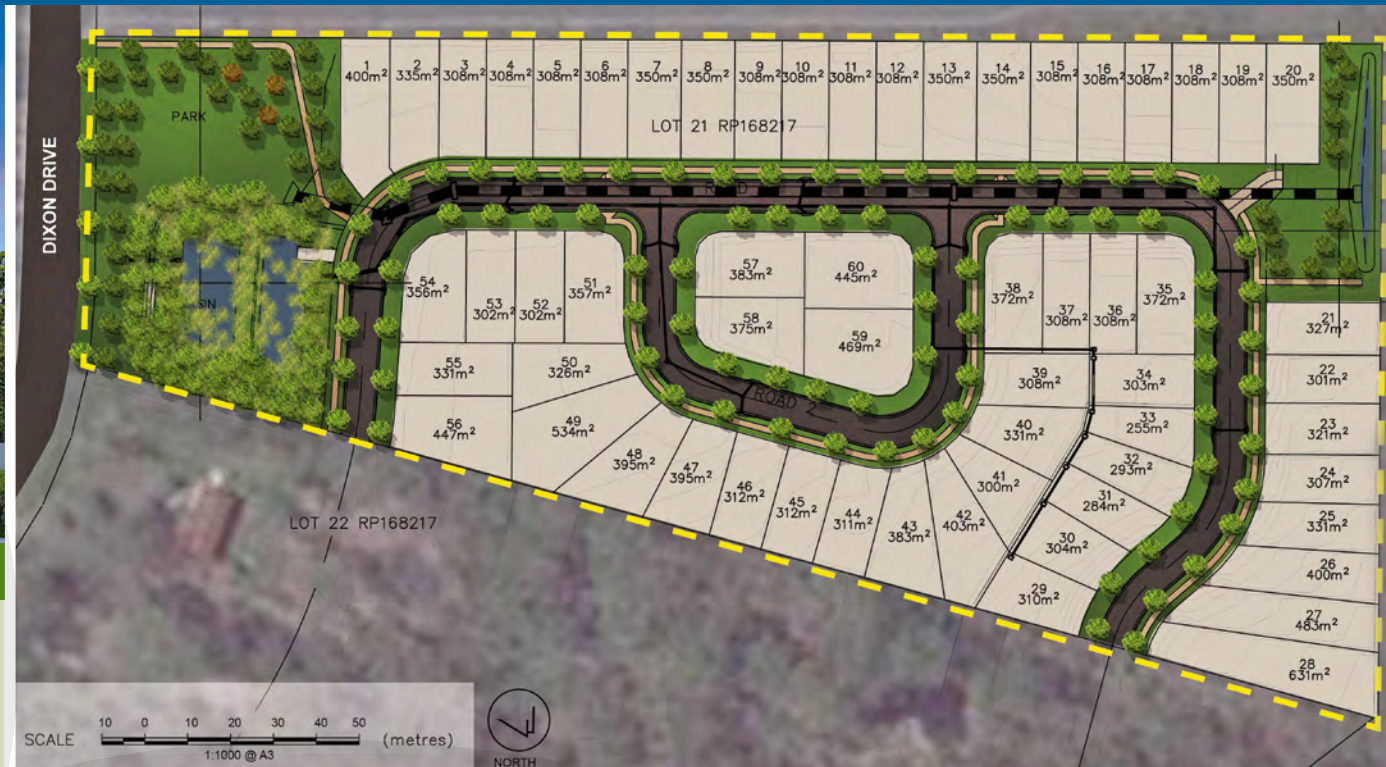 DIXON DRIVE
PARK
SIN
1
400m²
2
335m²
3
308m²
4
308m²
5
308m²
6
308m²
7
350m²
8
350m²
9
308m²
10
308m²
11
308m²
12
308m²
13
350m²
14
350m²
15
308m²
16
308m²
17
308m²
18
308m²
19
308m²
20
350m²
LOT 21 RP168217
ROAD
54
356m²
53
302m²
52
302m²
51
357m²
57
383m²
60
445m²
58
375m²
59
469m²
38
372m²
37
308m²
36
308m²
35
372m²
55
331m²
50
326m²
56
447m²
49
534m²
48
395m²
47
395m²
46
312m²
45
312m²
44
311m²
43
383m²
42
403m²
41
300m²
40
331m²
39
308m²
34
303m²
33
255m²
32
293m²
31
284m²
30
304m²
29
310m²
ROAD 2
21
327m²
22
301m²
23
321m²
24
307m²
25
331m²
26
400m²
27
483m²
28
631m²
LOT 22 RP168217
SCALE
10 0 10 20 30 40 50
(metres)
1:1000 @ A3
NORTH